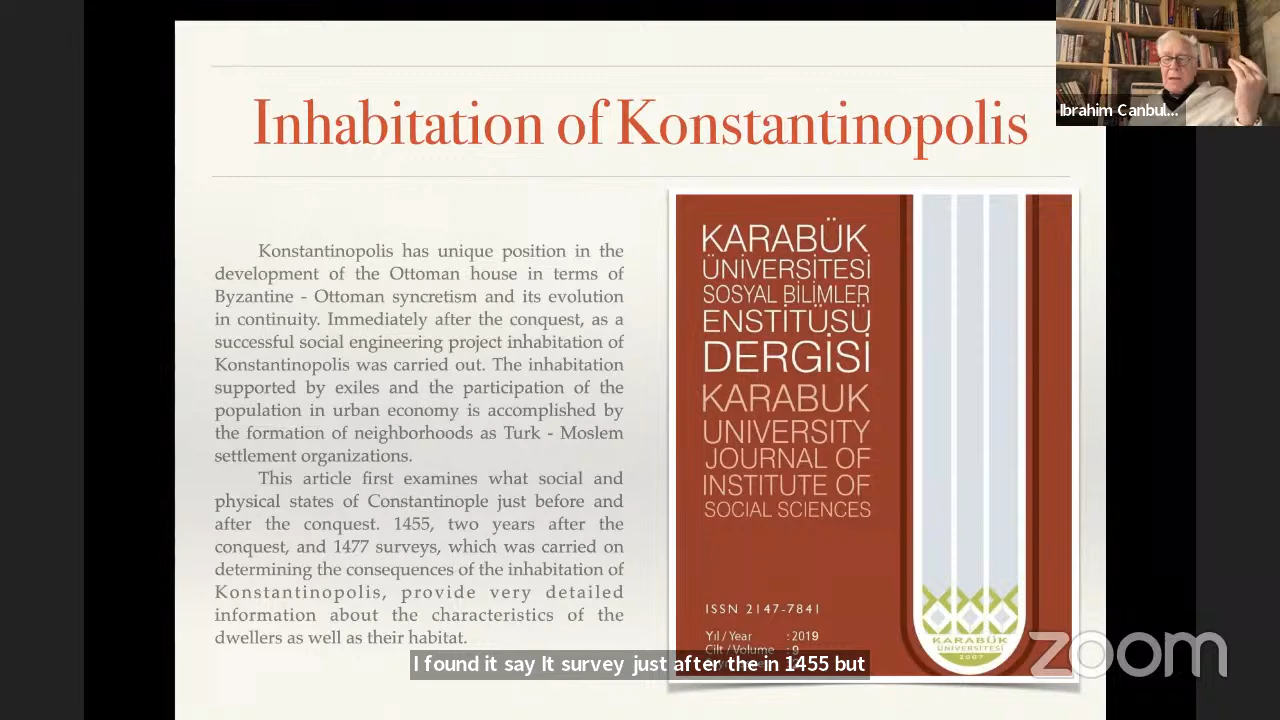 Inhabitation of Konstantinopolis
Ibrahim Canbul...
Konstantinopolis has unique position in the
development of the Ottoman house in terms of
Byzantine - Ottoman syncretism and its evolution
in continuity. Immediately after the conquest, as a
successful social engineering project inhabitation of
Konstantinopolis was carried out. The inhabitation
supported by exiles and the participation of the
population in urban economy is accomplished by
the formation of neighborhoods as Turk - Moslem
settlement organizations.
This article first examines what social and
physical states of Constantinople just before and
after the conquest. 1455, two years after the
conquest, and 1477 surveys, which was carried on
determining the consequences of the inhabitation of
Konstantinopolis, provide very detailed
information about the characteristics of the
dwellers as well as their habitat.
KARABÜK
ÜNİVERSİTESİ
SOSYAL BİLİMLER
ENSTİTÜSÜ
DERGİSİ
KARABUK
UNIVERSITY
JOURNAL OF
INSTITUTE OF
SOCIAL SCIENCES
ISSN 2147-7841
Yıl / Year : 2019
Cilt / Volume : 9
KARABÜK
ÜNİVERSİTESİ
2007
I found it say It survey just after the in 1455 but
zoom